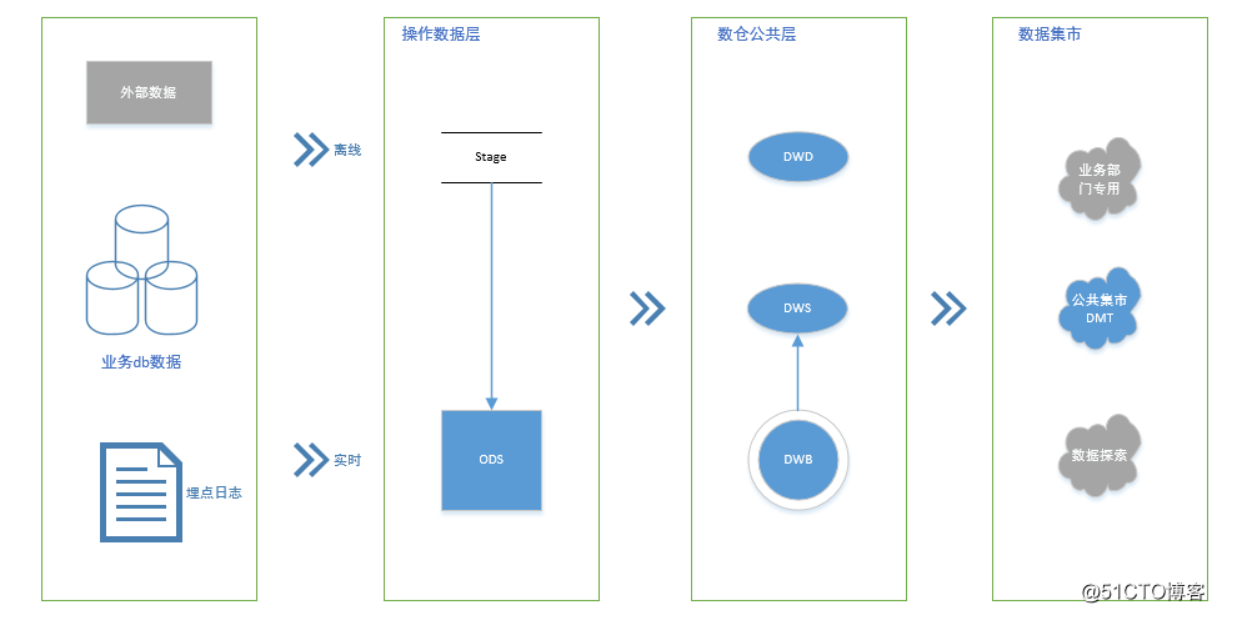 外部数据
业务db数据
埋点日志
离线
实时
操作数据层
Stage
ODS
数仓公共层
DWD
DWS
DWB
数据集市
业务部
门专用
公共集市
DMT
数据探索
@51CTO博客